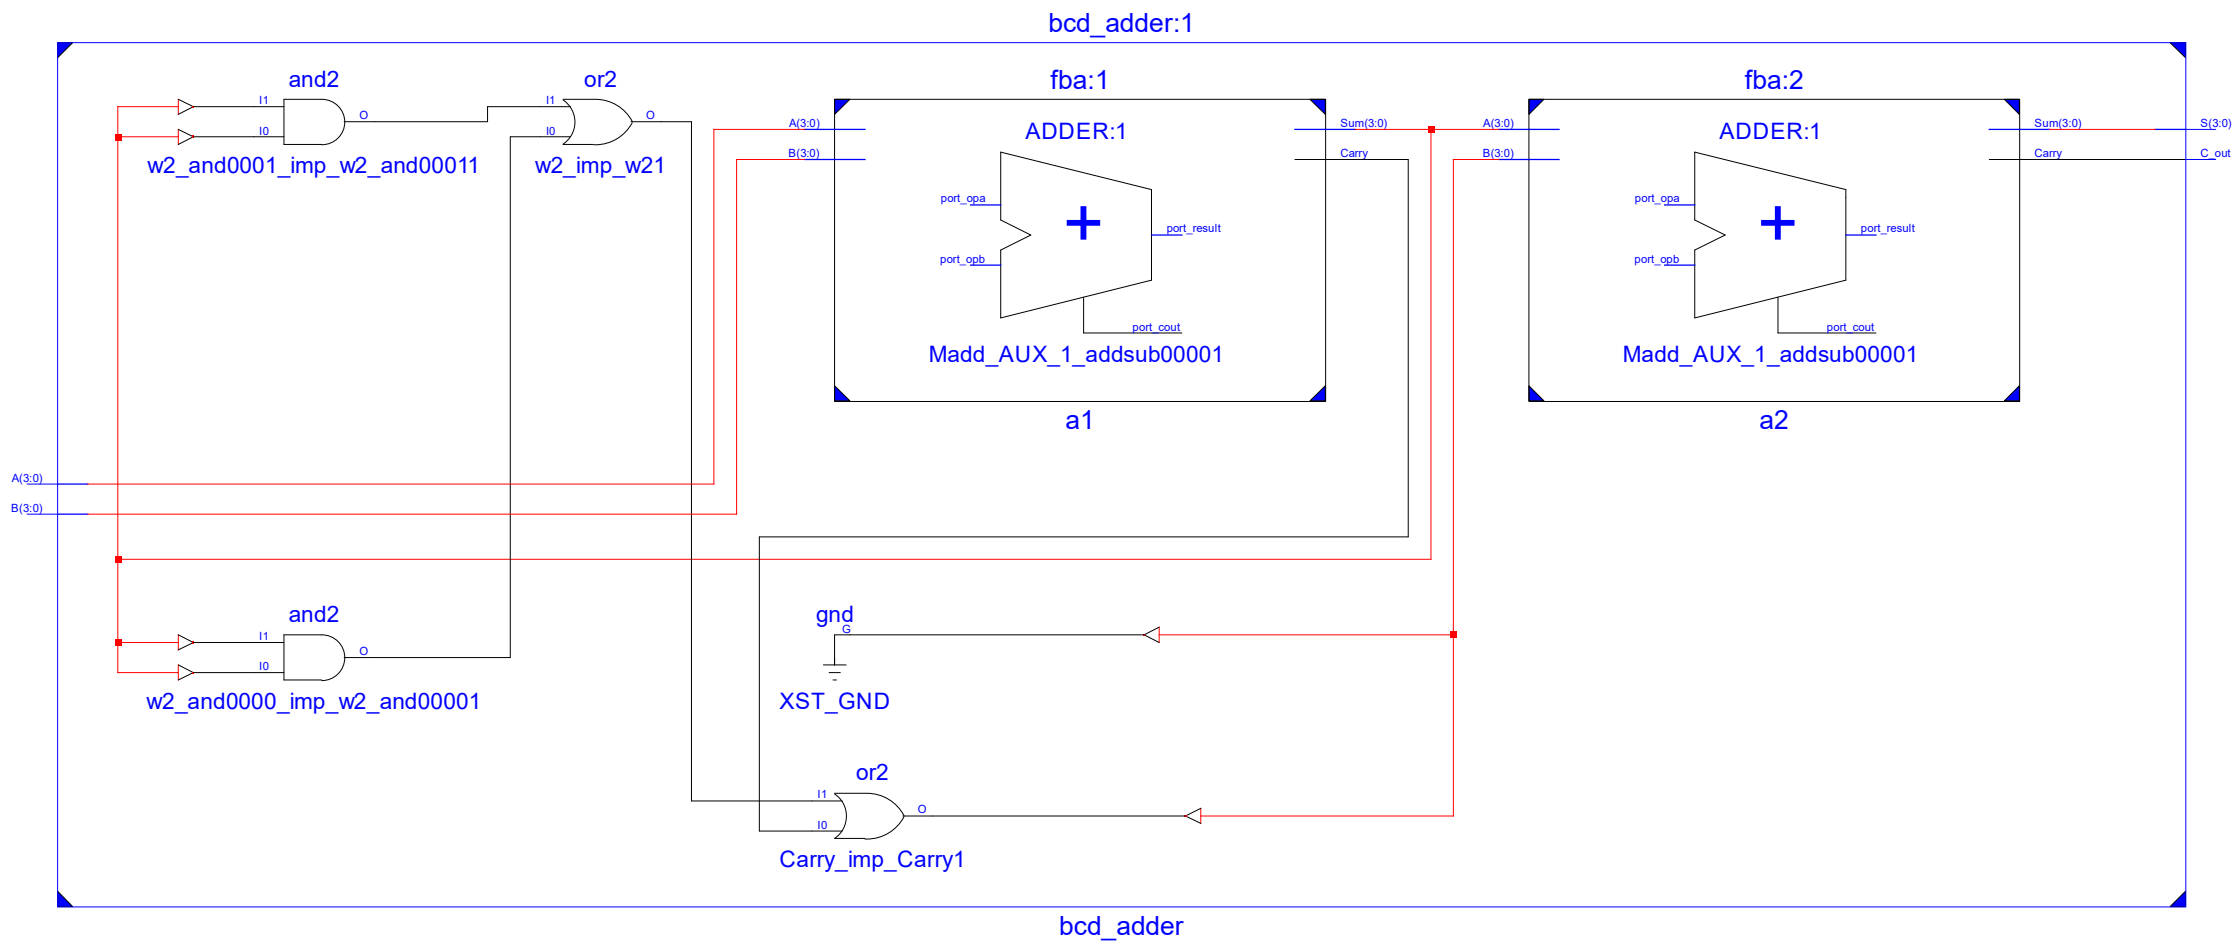 bcd_adder:1
and2
I1
I0
O
w2_and0001_imp_w2_and00011
or2
I1
I0
O
w2_imp_w21
fba:1
A(3:0)
B(3:0)
ADDER:1
port_opa
port_opb
port_result
port_cout
Madd_AUX_1_addsub00001
Sum(3:0)
Carry
a1
fba:2
A(3:0)
B(3:0)
ADDER:1
port_opa
port_opb
port_result
port_cout
Madd_AUX_1_addsub00001
Sum(3:0)
Carry
a2
S(3:0)
C_out
A(3:0)
B(3:0)
and2
I1
I0
O
w2_and0000_imp_w2_and00001
gnd
G
XST_GND
or2
I1
I0
O
Carry_imp_Carry1
bcd_adder